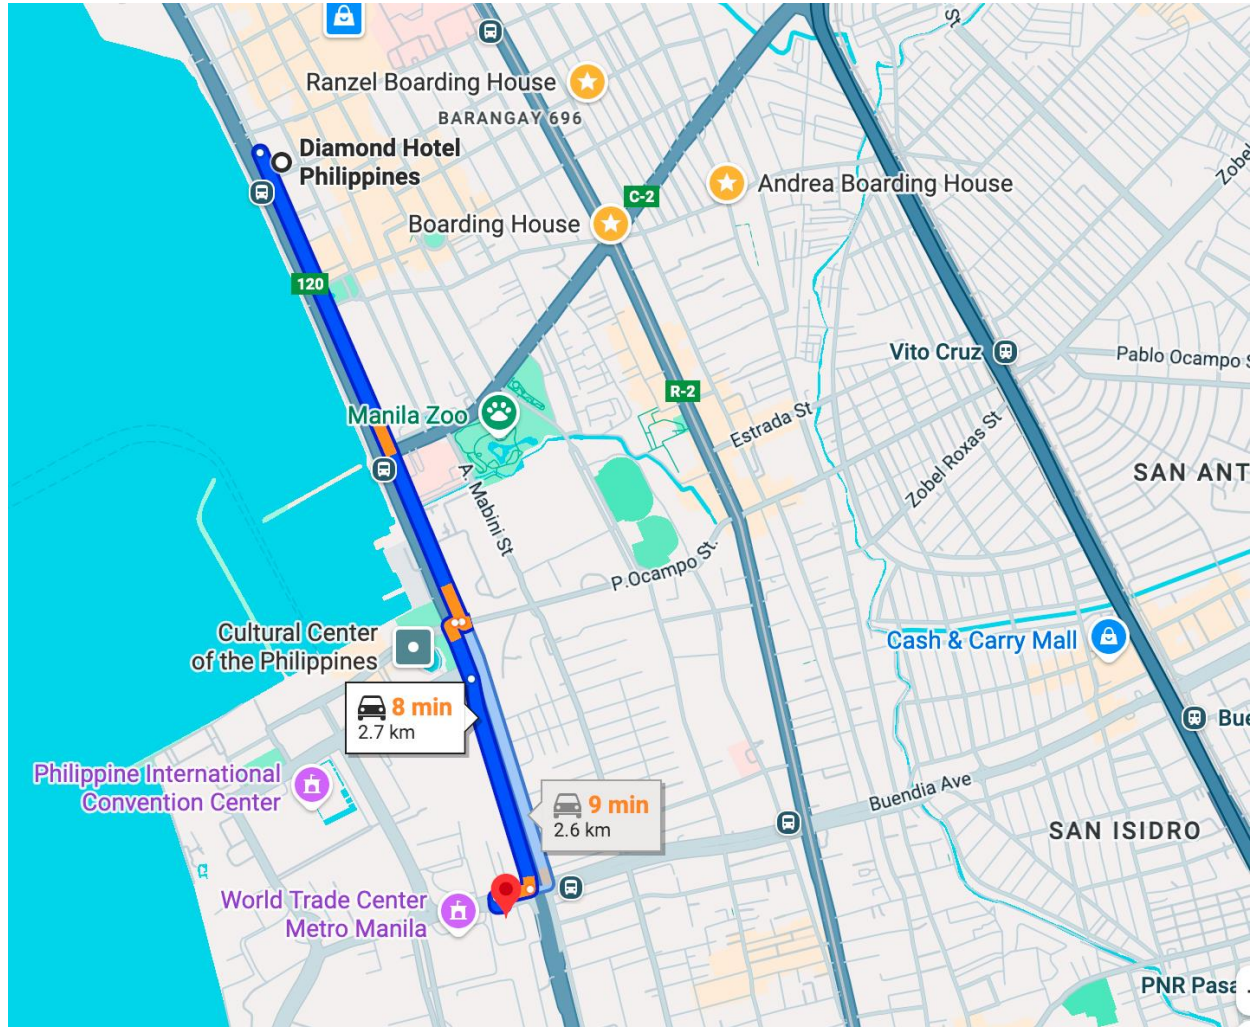 St
Ranzel Boarding House
BARANGAY 696
Diamond Hotel
Philippines
Zobel
C-2
Andrea Boarding House
Boarding House
120
Vito Cruz
Pablo Ocampo S
R-2
Manila Zoo
Estrada St
Zobel Roxas St
SAN ANT
A. Mabini St
P.Ocampo St.
Cultural Center
of the Philippines
Cash & Carry Mall
8 min
2.7 km
Bue
Philippine International
Convention Center
Buendia Ave
9 min
2.6 km
SAN ISIDRO
World Trade Center
Metro Manila
PNR Pasa